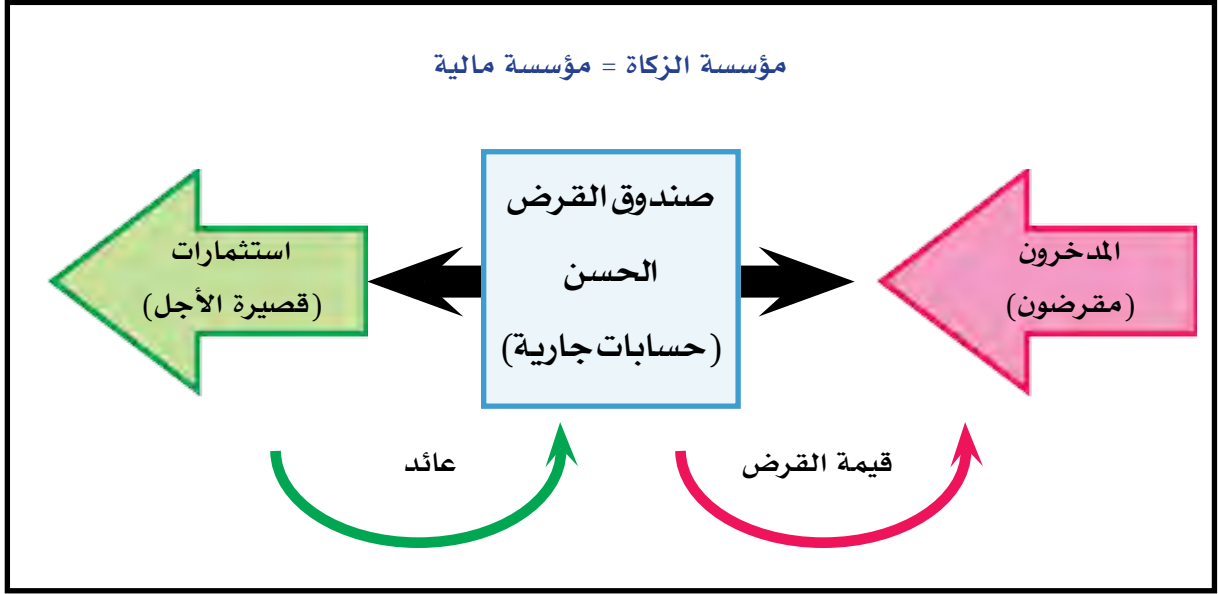 مؤسسة الزكاة = مؤسسة مالية
المدخرون
(مقرضون)
صندوق القرض
الحسن
(حسابات جارية)
استثمارات
(قصيرة الأجل)
قيمة القرض
عائد